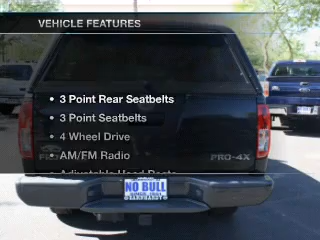 VEHICLE FEATURES
3 Point Rear Seatbelts
3 Point Seatbelts
4 Wheel Drive
AM/FM Radio
PRO-4X
NO BULL
EARNHARDT